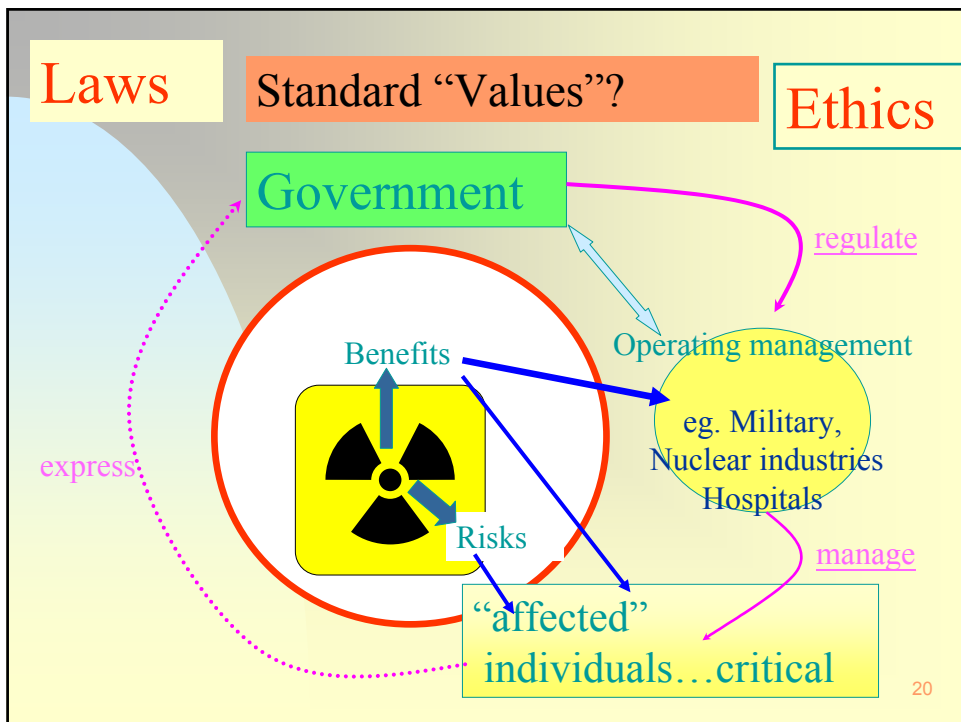 Laws
Standard “Values”?
Ethics
Government
regulate
Benefits
Operating management
eg. Military,
Nuclear industries
Hospitals
express
Risks
manage
“affected”
individuals…critical
20